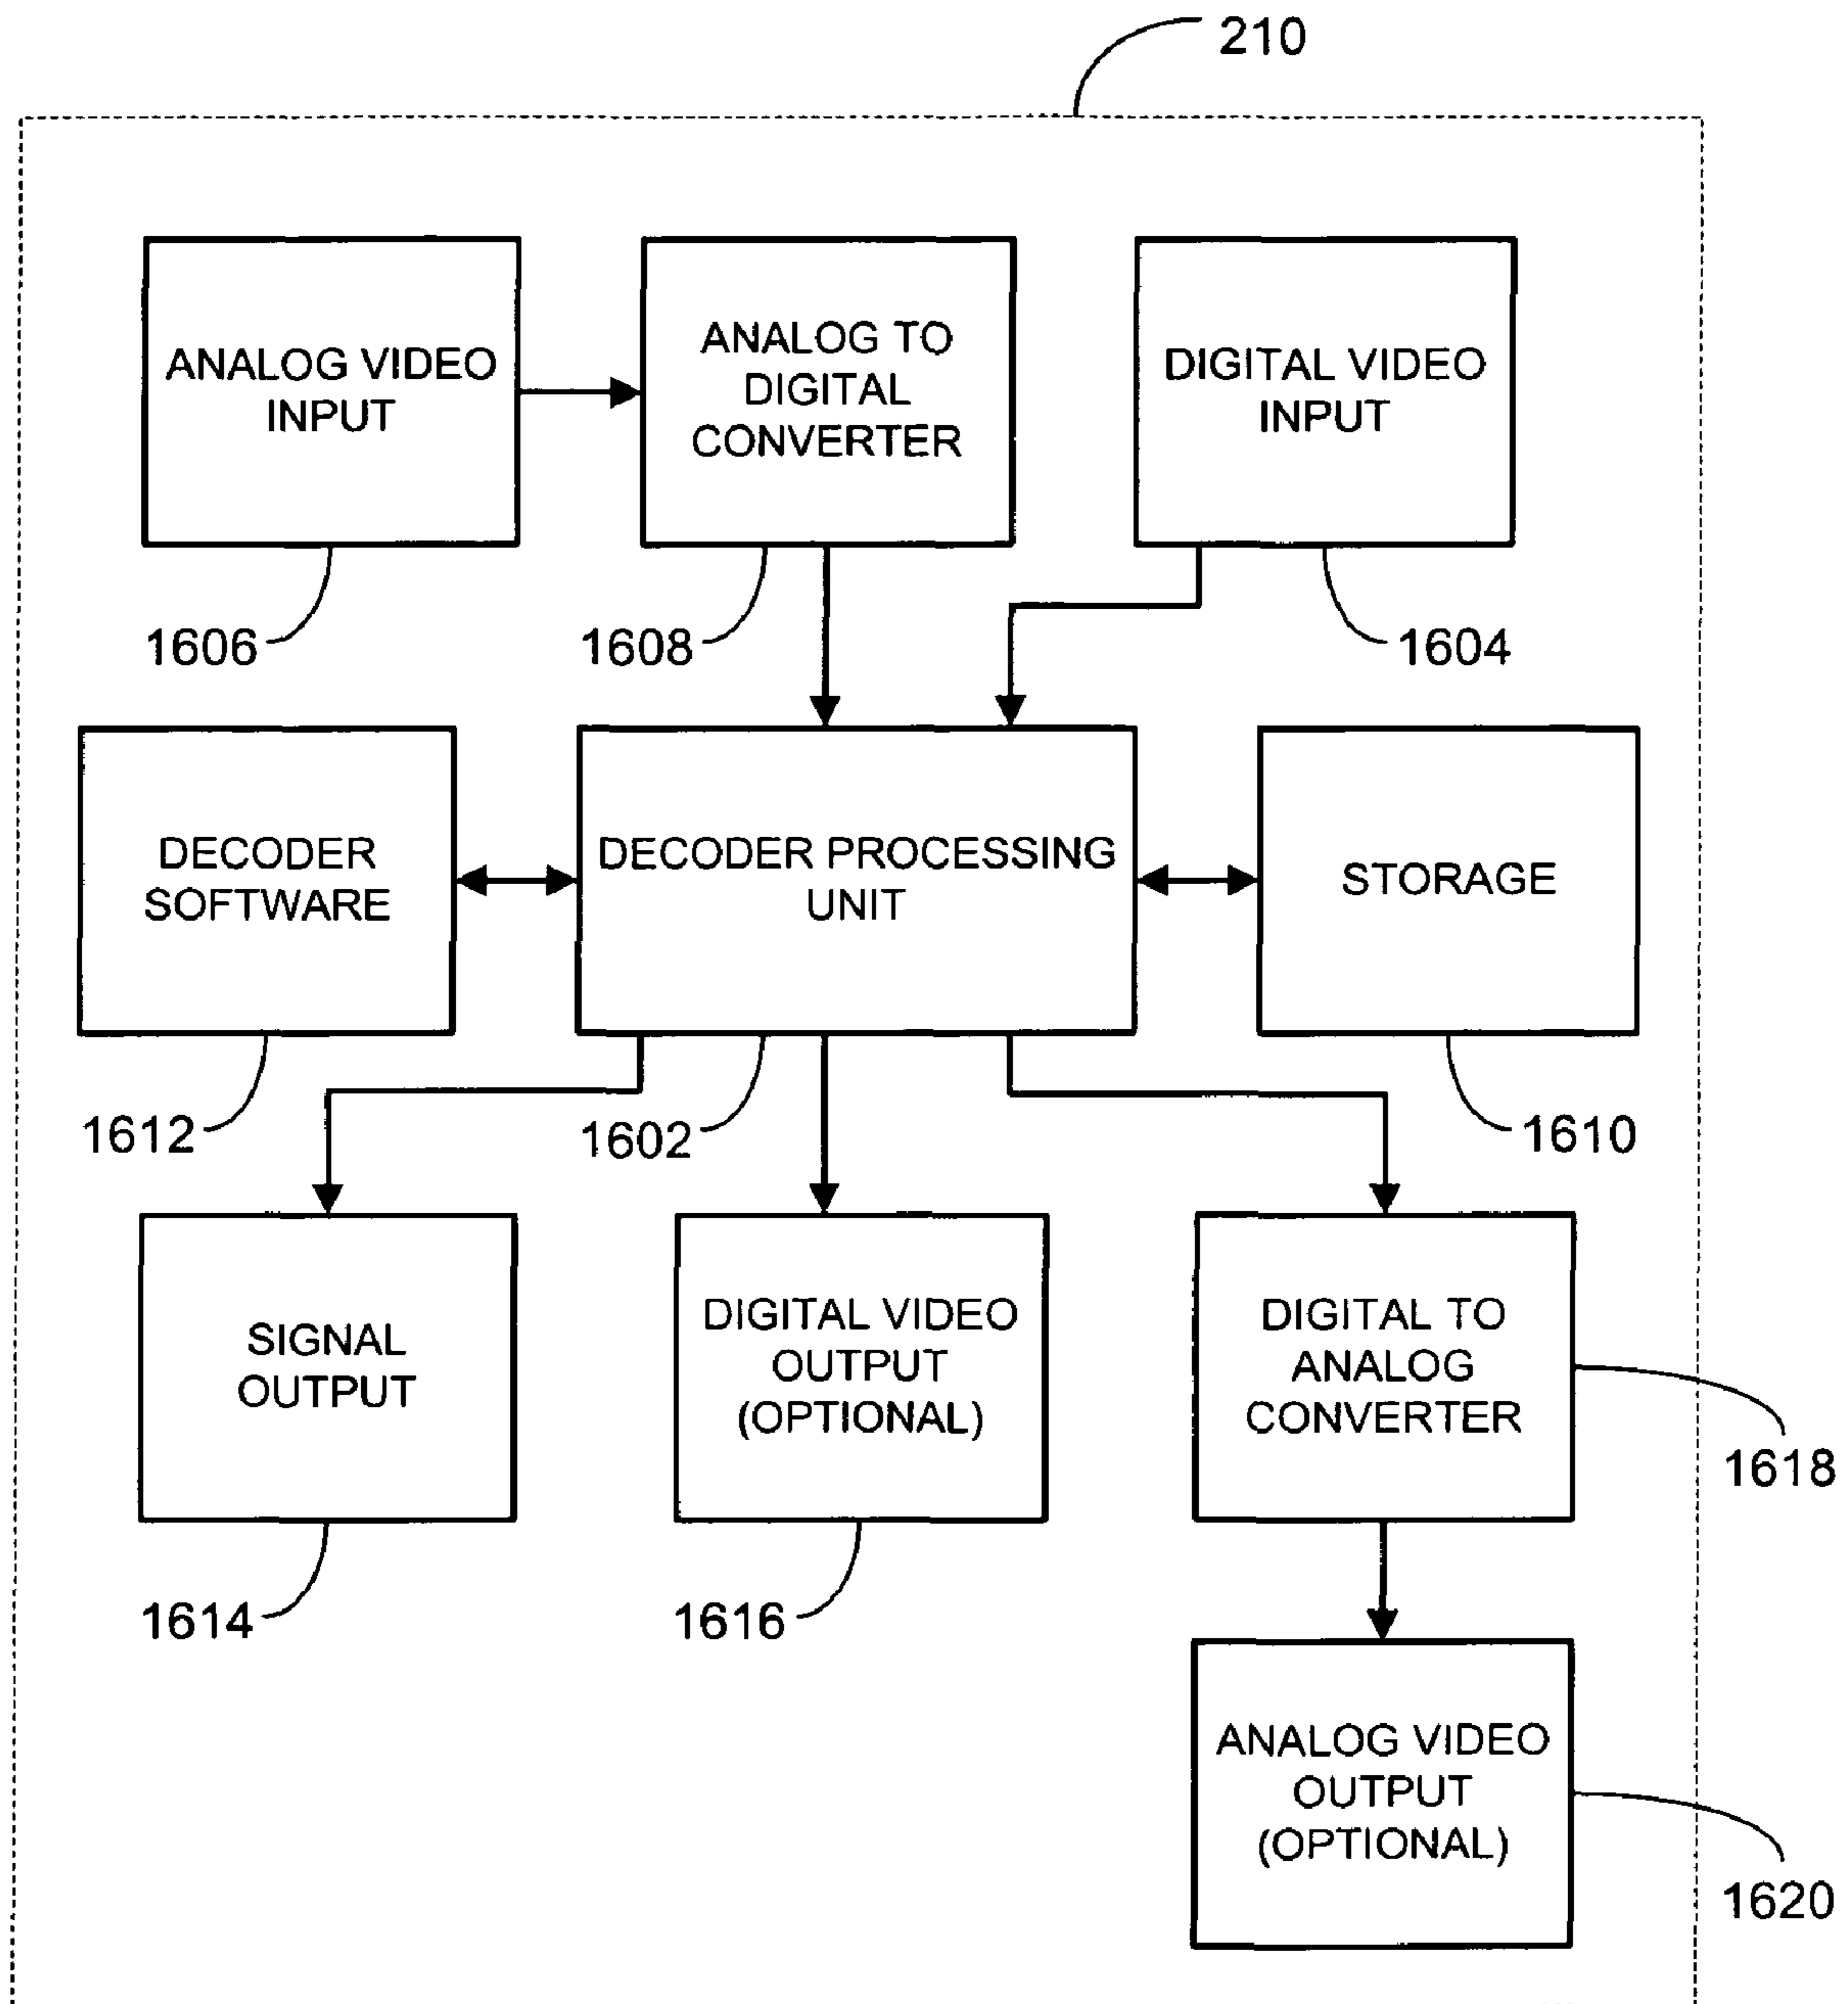 210
ANALOG VIDEO
INPUT
ANALOG TO
DIGITAL
CONVERTER
DIGITAL VIDEO
INPUT
1606
1608
1604
DECODER
SOFTWARE
DECODER PROCESSING
UNIT
STORAGE
1612
1602
1610
SIGNAL
OUTPUT
DIGITAL VIDEO
OUTPUT
(OPTIONAL)
DIGITAL TO
ANALOG
CONVERTER
1618
1614
1616
ANALOG VIDEO
OUTPUT
(OPTIONAL)
1620